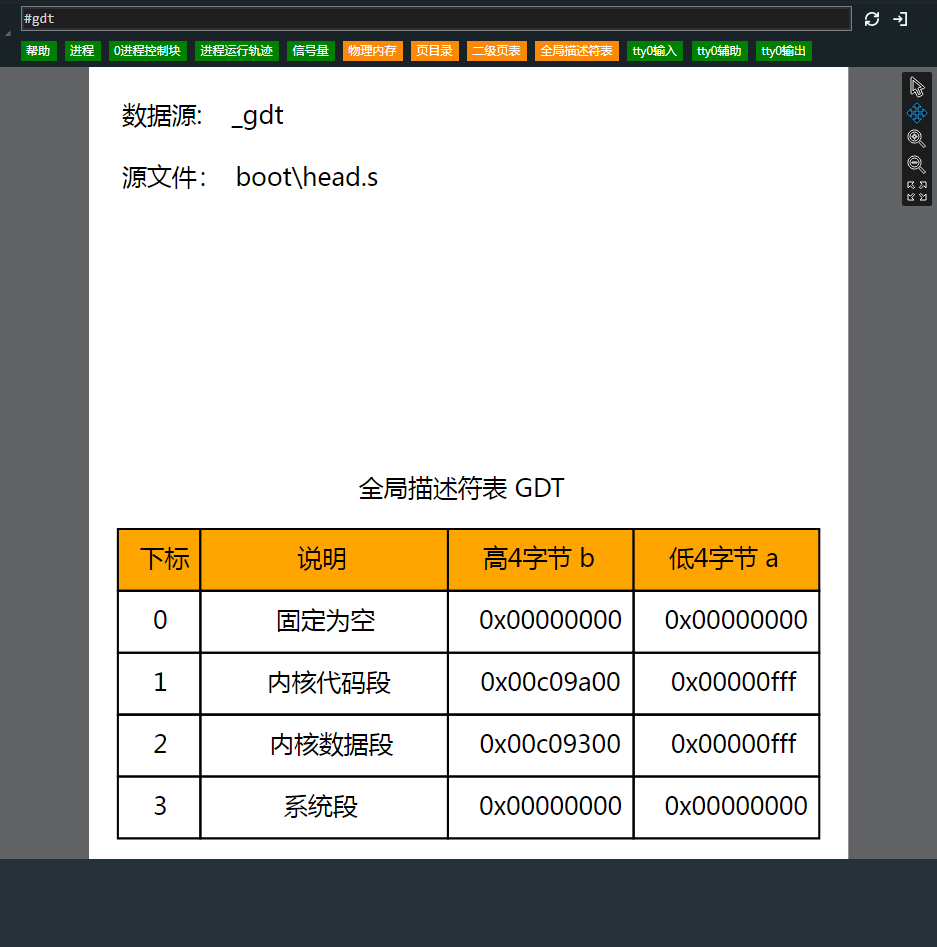 #gdt
帮助 进程 0进程控制块 进程运行轨迹 信号量 物理内存 页目录 二级页表 全局描述符表 tty0输入 tty0辅助 tty0输出
数据源: _gdt
源文件: boot\head.s
全局描述符表 GDT
下标 说明 高4字节 b 低4字节 a
0 固定为空 0x00000000 0x00000000
1 内核代码段 0x00c09a00 0x00000fff
2 内核数据段 0x00c09300 0x00000fff
3 系统段 0x00000000 0x00000000